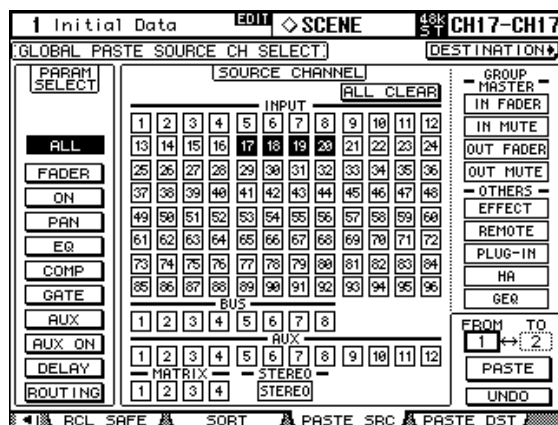 1 Initial Data EDIT ◇SCENE 48k ST CH17-CH17
GLOBAL PASTE SOURCE CH SELECT DESTINATION
PARAM SELECT
ALL
FADER
ON
PAN
EQ
COMP
GATE
AUX
AUX ON
DELAY
ROUTING
SOURCE CHANNEL
ALL CLEAR
INPUT
1 2 3 4 5 6 7 8 9 10 11 12
13 14 15 16 17 18 19 20 21 22 23 24
25 26 27 28 29 30 31 32 33 34 35 36
37 38 39 40 41 42 43 44 45 46 47 48
49 50 51 52 53 54 55 56 57 58 59 60
61 62 63 64 65 66 67 68 69 70 71 72
73 74 75 76 77 78 79 80 81 82 83 84
85 86 87 88 89 90 91 92 93 94 95 96
BUS
1 2 3 4 5 6 7 8
AUX
1 2 3 4 5 6 7 8 9 10 11 12
MATRIX STEREO
1 2 3 4 STEREO
GROUP MASTER
IN FADER
IN MUTE
OUT FADER
OUT MUTE
OTHERS
EFFECT
REMOTE
PLUG-IN
HA
GEQ
FROM TO
1 ↔ 2
PASTE
UNDO
RCL SAFE SORT PASTE SRC PASTE DST